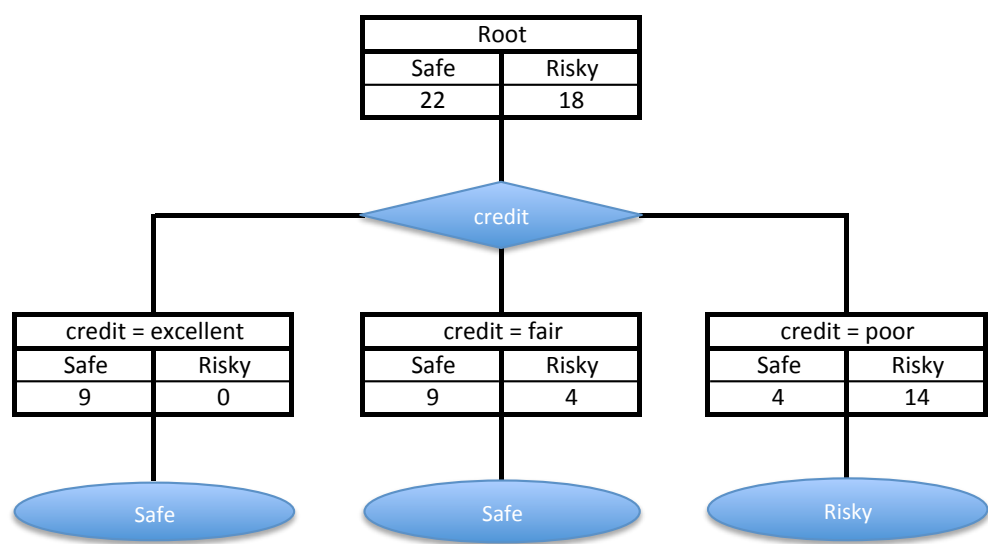 Root
Safe Risky
22 18
credit
credit = excellent
Safe Risky
9 0
credit = fair
Safe Risky
9 4
credit = poor
Safe Risky
4 14
Safe
Safe
Risky